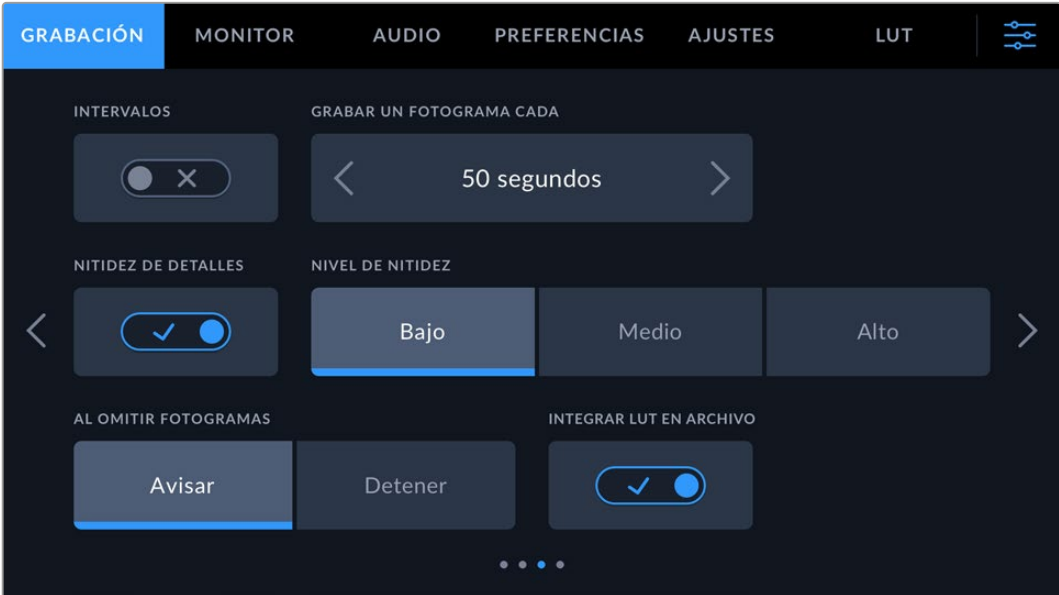 GRABACIÓN MONITOR AUDIO PREFERENCIAS AJUSTES LUT
INTERVALOS GRABAR UN FOTOGRAMA CADA
50 segundos
NITIDEZ DE DETALLES NIVEL DE NITIDEZ
Bajo Medio Alto
AL OMITIR FOTOGRAMAS INTEGRAR LUT EN ARCHIVO
Avisar Detener